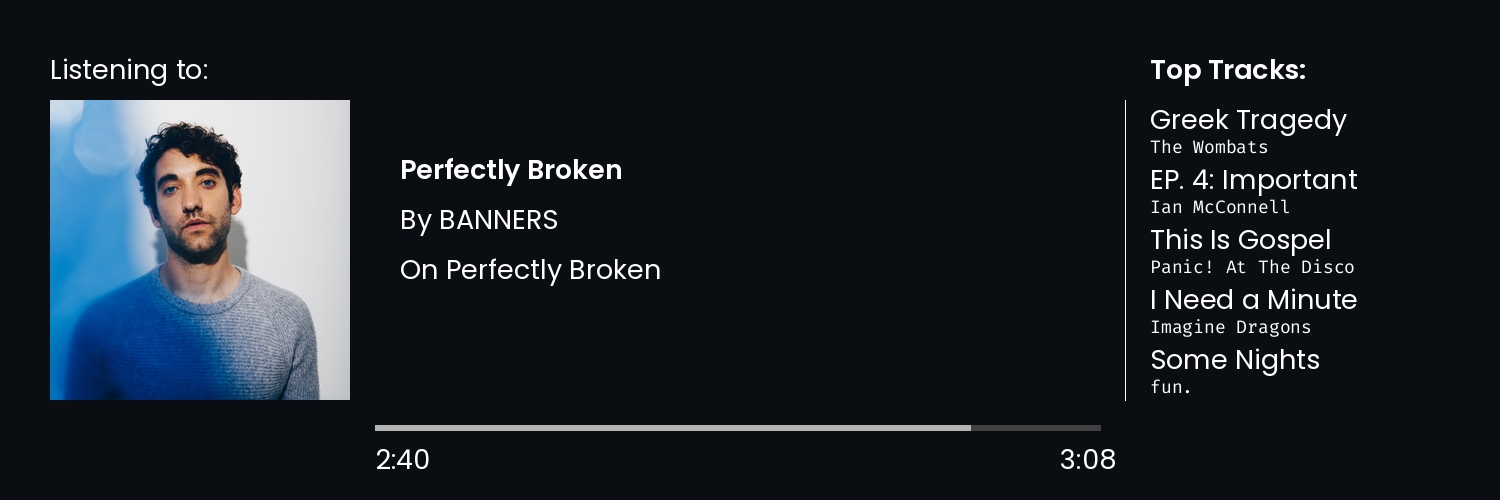 Listening to:
Perfectly Broken
By BANNERS
On Perfectly Broken
2:40
3:08
Top Tracks:
Greek Tragedy
The Wombats
EP. 4: Important
Ian McConnell
This Is Gospel
Panic! At The Disco
I Need a Minute
Imagine Dragons
Some Nights
fun.